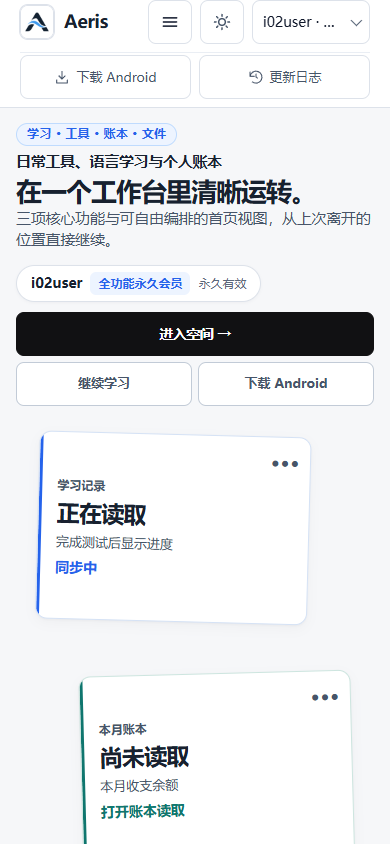 Aeris
i02user · ...
下载 Android
更新日志
学习 · 工具 · 账本 · 文件
日常工具、语言学习与个人账本
在一个工作台里清晰运转。
三项核心功能与可自由编排的首页视图，从上次离开的
位置直接继续。
i02user 全功能永久会员 永久有效
进入空间 →
继续学习
下载 Android
学习记录
正在读取
完成测试后显示进度
同步中
本月账本
尚未读取
本月收支余额
打开账本读取